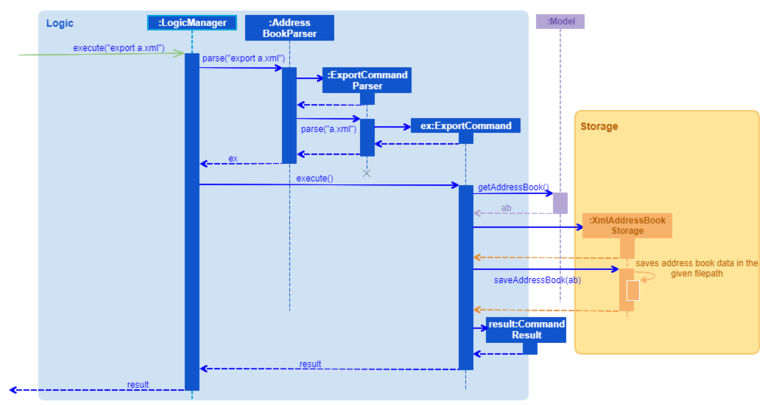 Logic
:LogicManager
:Address
BookParser
:Model
execute("export a.xml")
parse("export a.xml")
:ExportCommand
Parser
parse("a.xml")
ex:ExportCommand
Storage
ex
execute()
getAddressBook()
ab
:XmlAddressBook
Storage
saves address book data in the
given filepath
saveAddressBook(ab)
result:Command
Result
result
result